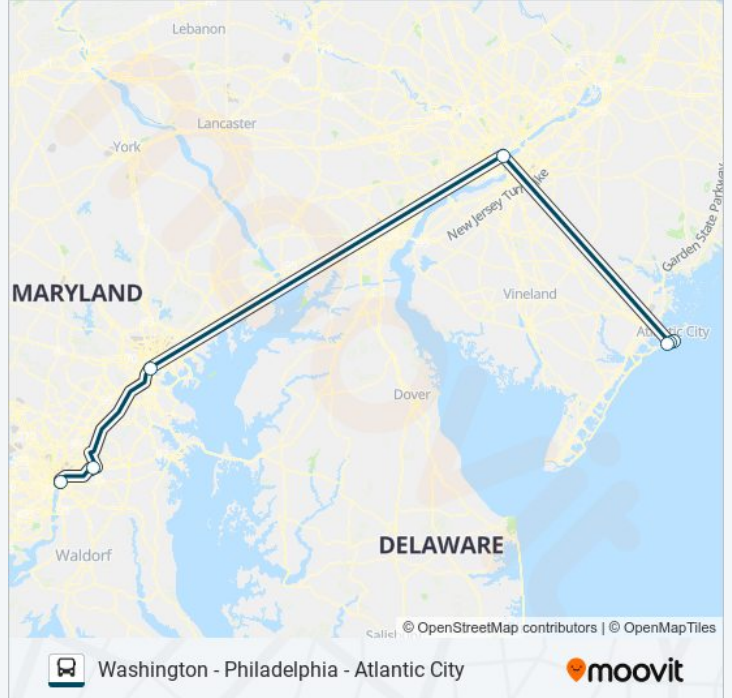 Lebanon
Lancaster
York
New Jersey Turnpike
Garden State Parkway
MARYLAND
Vineland
Atlantic City
Dover
DELAWARE
Waldorf
© OpenStreetMap contributors | © OpenMapTiles
Washington - Philadelphia - Atlantic City
moovit